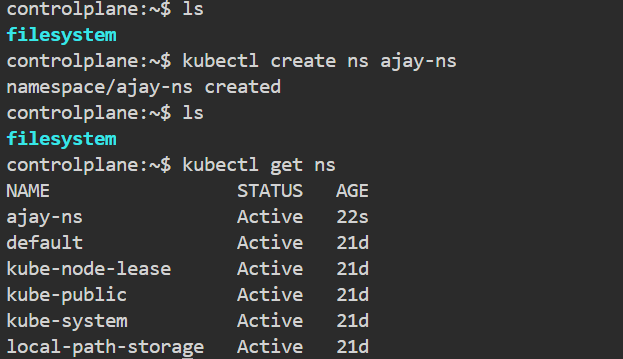 controlplane:~$ ls
filesystem
controlplane:~$ kubectl create ns ajay-ns
namespace/ajay-ns created
controlplane:~$ ls
filesystem
controlplane:~$ kubectl get ns
NAME                 STATUS   AGE
ajay-ns              Active   22s
default              Active   21d
kube-node-lease      Active   21d
kube-public          Active   21d
kube-system          Active   21d
local-path-storage   Active   21d